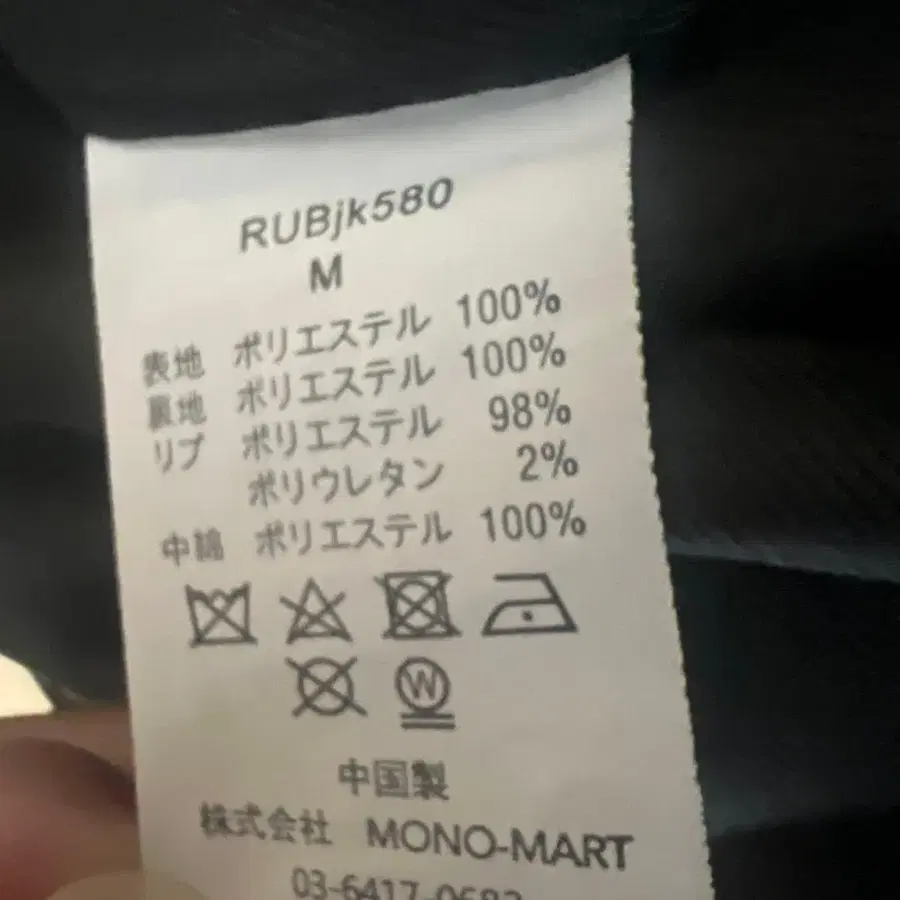 RUBjk580
M
表地 ポリエステル 100%
裏地 ポリエステル 100%
リブ ポリエステル 98%
ポリウレタン 2%
中綿 ポリエステル 100%
W
中国製
株式会社 MONO-MART